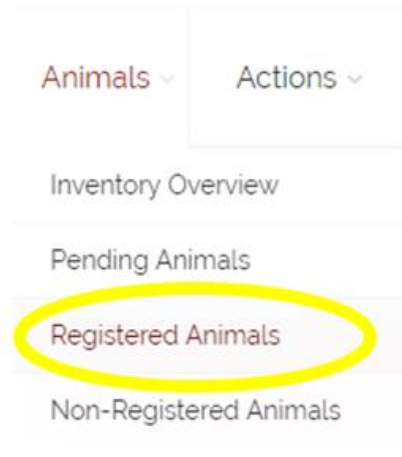 Animals Actions
Inventory Overview
Pending Animals
Registered Animals
Non-Registered Animals